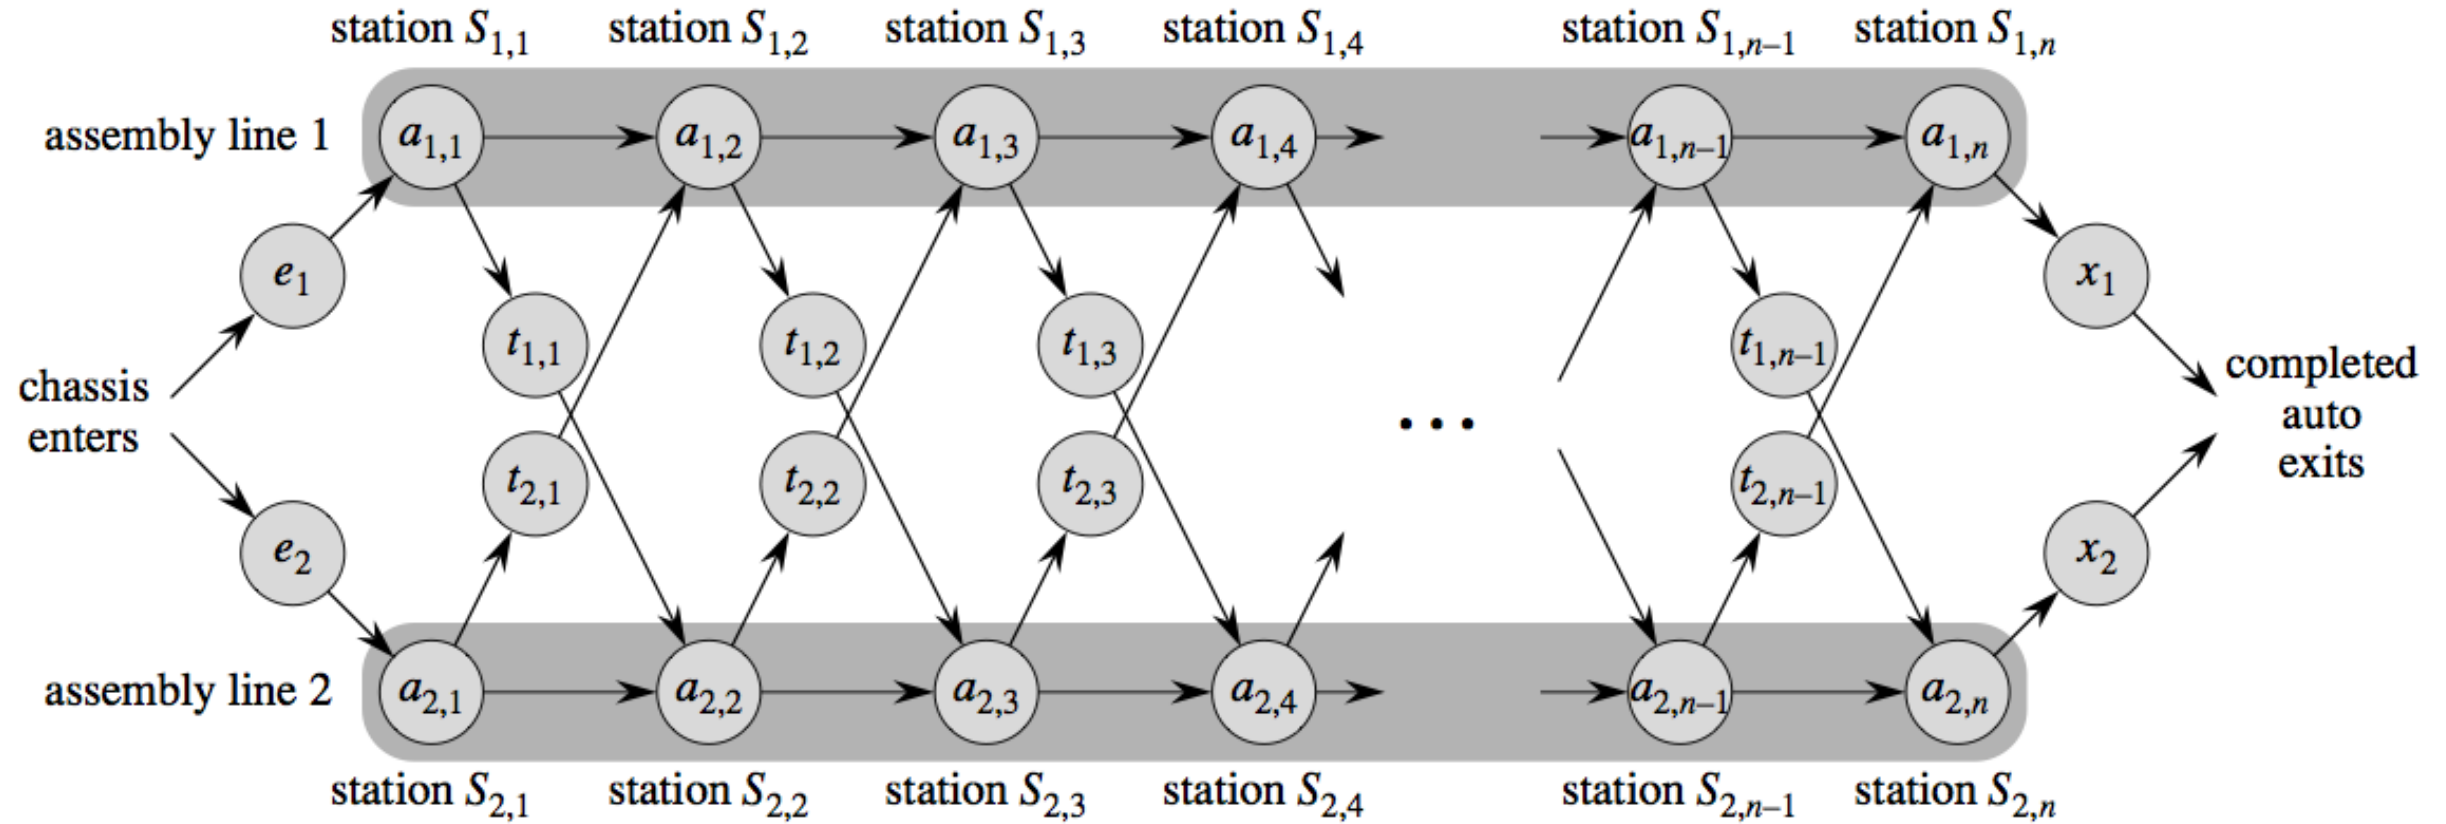 station S1,1 station S1,2 station S1,3 station S1,4 station S1,n–1 station S1,n
assembly line 1 a1,1 a1,2 a1,3 a1,4 a1,n–1 a1,n
e1 x1
t1,1 t1,2 t1,3 t1,n–1
chassis
enters
completed
auto
exits
...
t2,1 t2,2 t2,3 t2,n–1
e2 x2
assembly line 2 a2,1 a2,2 a2,3 a2,4 a2,n–1 a2,n
station S2,1 station S2,2 station S2,3 station S2,4 station S2,n–1 station S2,n